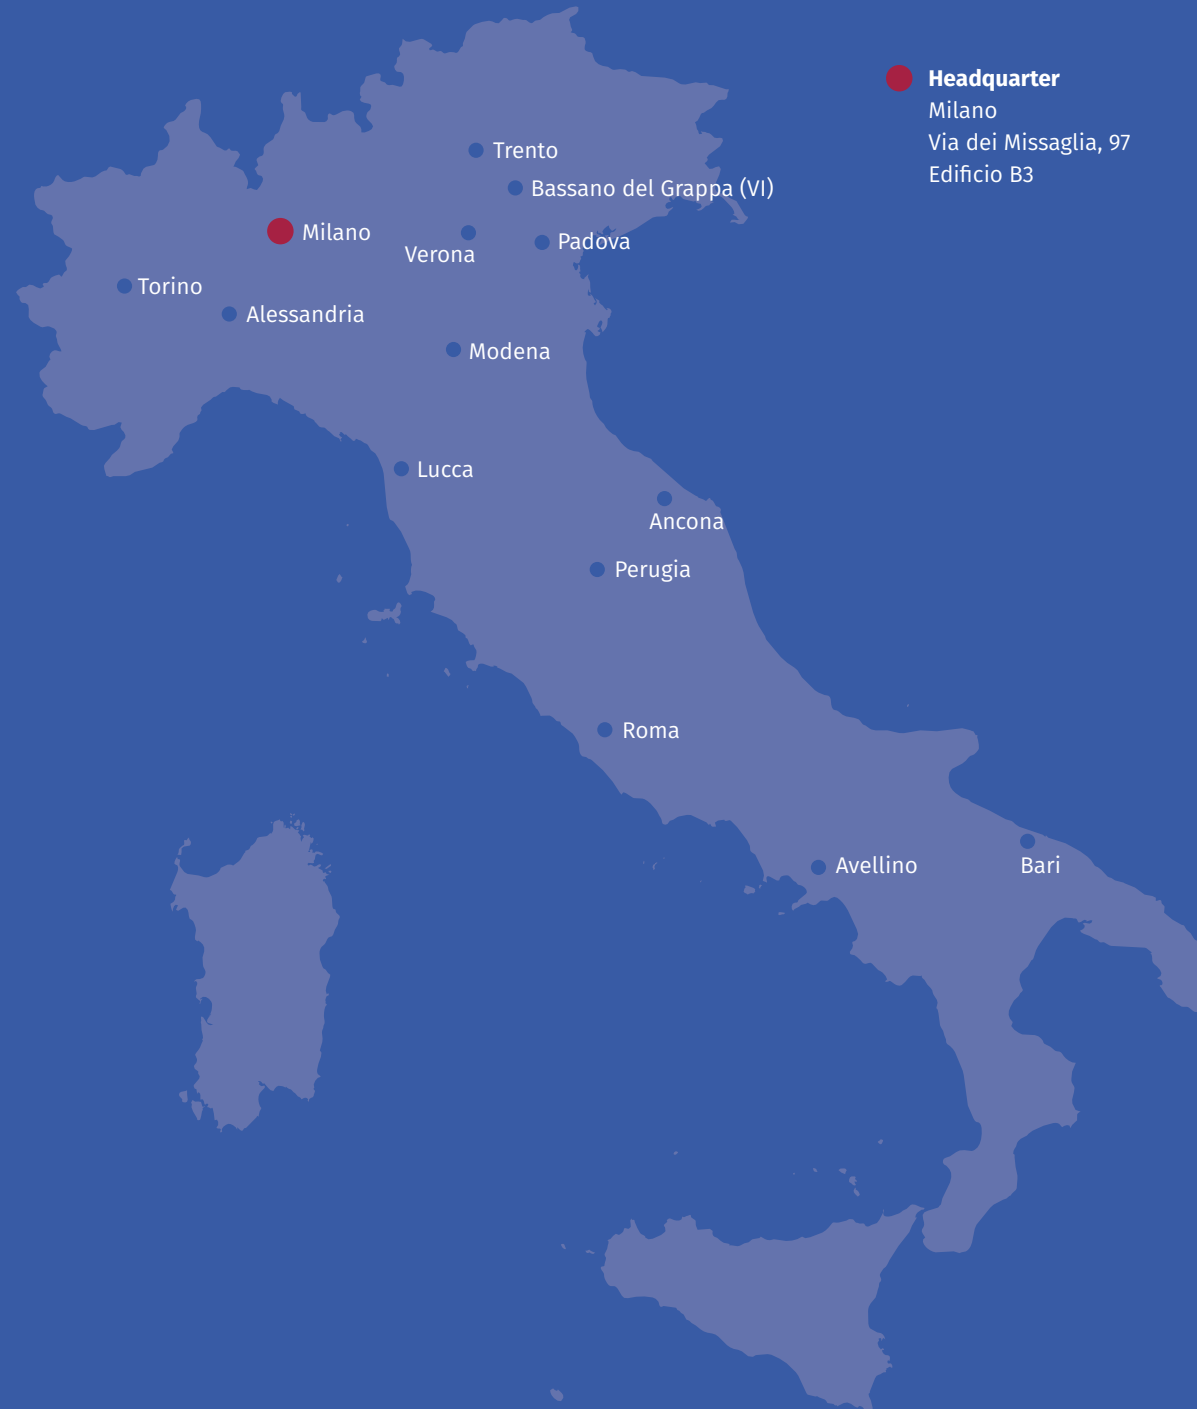 Headquarter
Milano
Via dei Missaglia, 97
Edificio B3
Trento
Bassano del Grappa (VI)
Milano
Verona
Padova
Torino
Alessandria
Modena
Lucca
Ancona
Perugia
Roma
Avellino
Bari